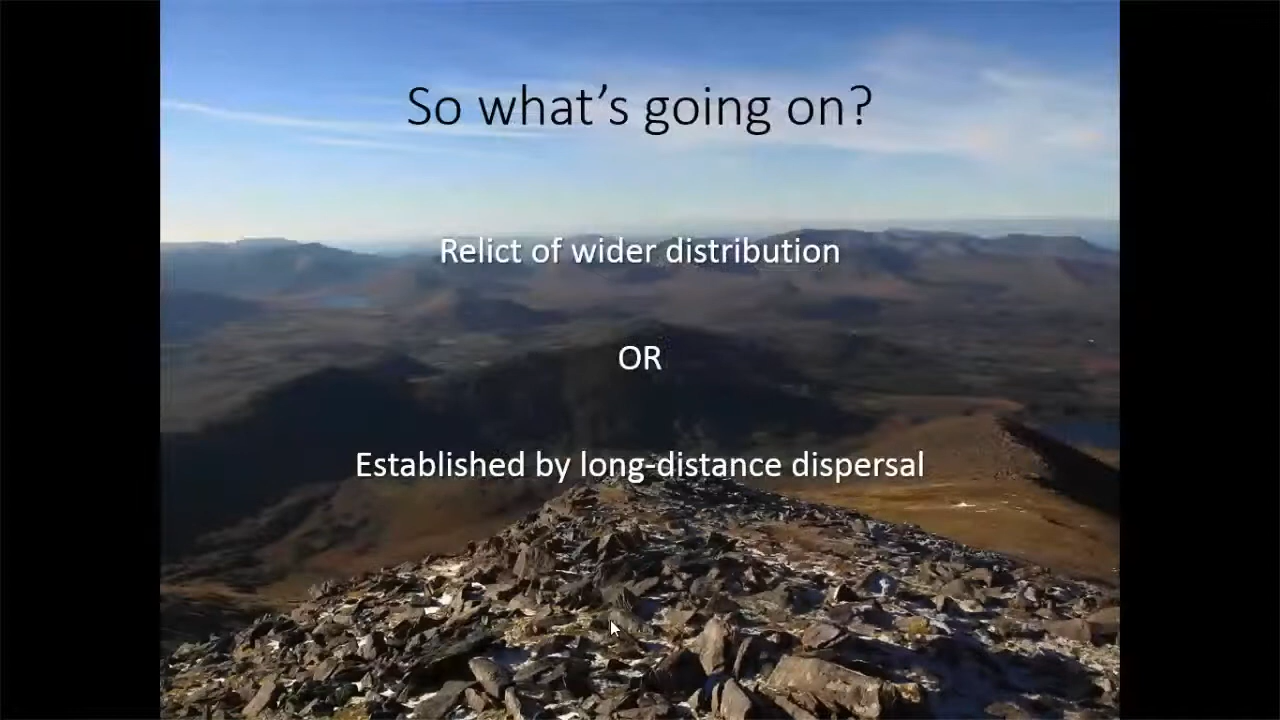 So what’s going on?
Relict of wider distribution
OR
Established by long-distance dispersal